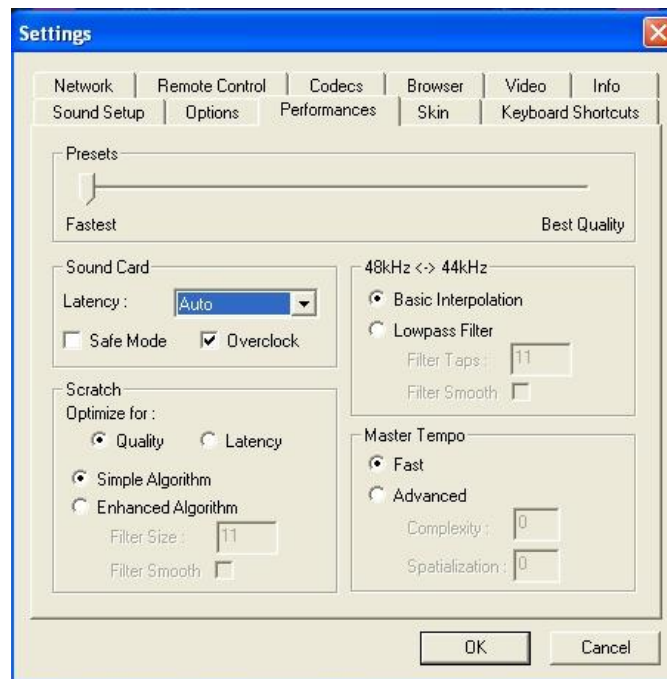 Settings
Network Remote Control Codecs Browser Video Info
Sound Setup Options Performances Skin Keyboard Shortcuts
Presets
Fastest Best Quality
Sound Card
Latency : Auto
Safe Mode Overclock
Scratch
Optimize for :
Quality Latency
Simple Algorithm
Enhanced Algorithm
Filter Size : 11
Filter Smooth
48kHz <-> 44kHz
Basic Interpolation
Lowpass Filter
Filter Taps : 11
Filter Smooth
Master Tempo
Fast
Advanced
Complexity : 0
Spatialization : 0
OK Cancel